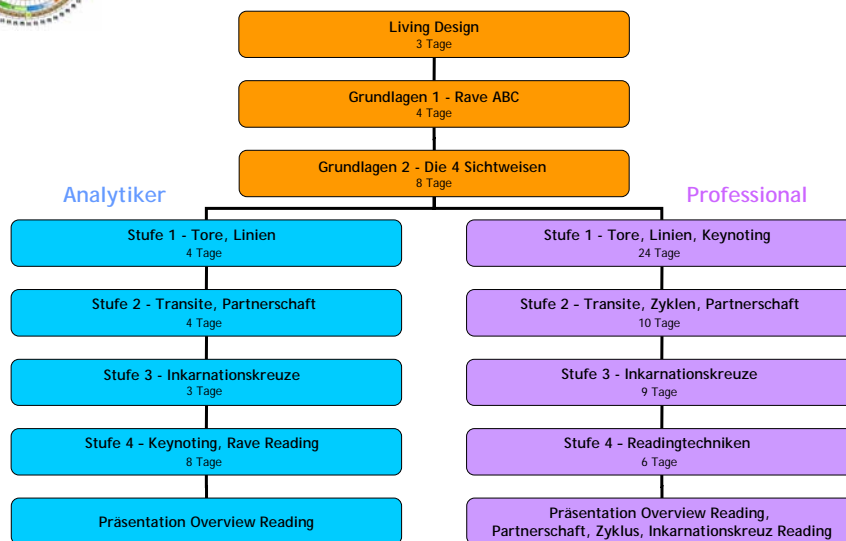 Living Design
3 Tage
Grundlagen 1 - Rave ABC
4 Tage
Grundlagen 2 - Die 4 Sichtweisen
8 Tage
Analytiker
Professional
Stufe 1 - Tore, Linien
4 Tage
Stufe 2 - Transite, Partnerschaft
4 Tage
Stufe 3 - Inkarnationskreuze
3 Tage
Stufe 4 - Keynoting, Rave Reading
8 Tage
Präsentation Overview Reading
Stufe 1 - Tore, Linien, Keynoting
24 Tage
Stufe 2 - Transite, Zyklen, Partnerschaft
10 Tage
Stufe 3 - Inkarnationskreuze
9 Tage
Stufe 4 - Readingtechniken
6 Tage
Präsentation Overview Reading,
Partnerschaft, Zyklus, Inkarnationskreuz Reading